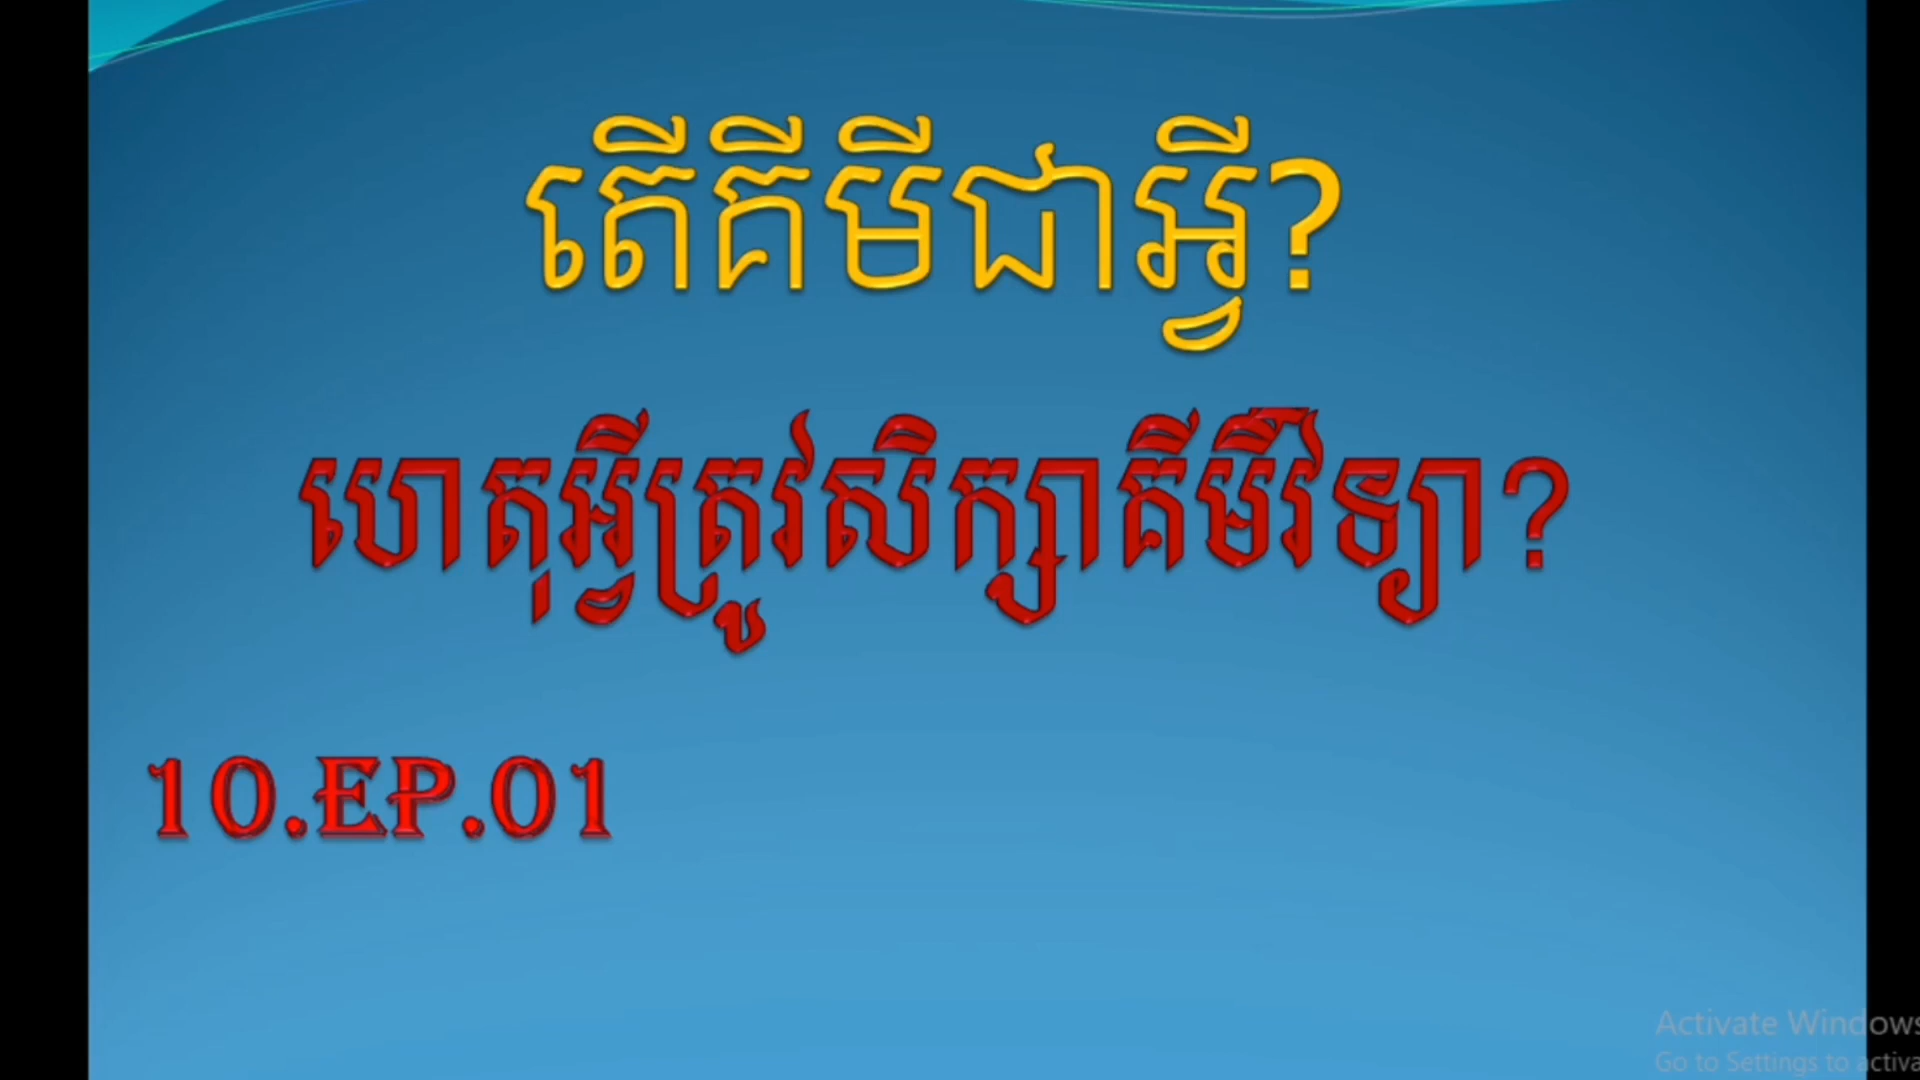 តើគីមីជាអ្វី?
ហេតុអ្វីត្រូវសិក្សាគីមីវិទ្យា?
10.EP.01
Activate Windows
Go to Settings to activa